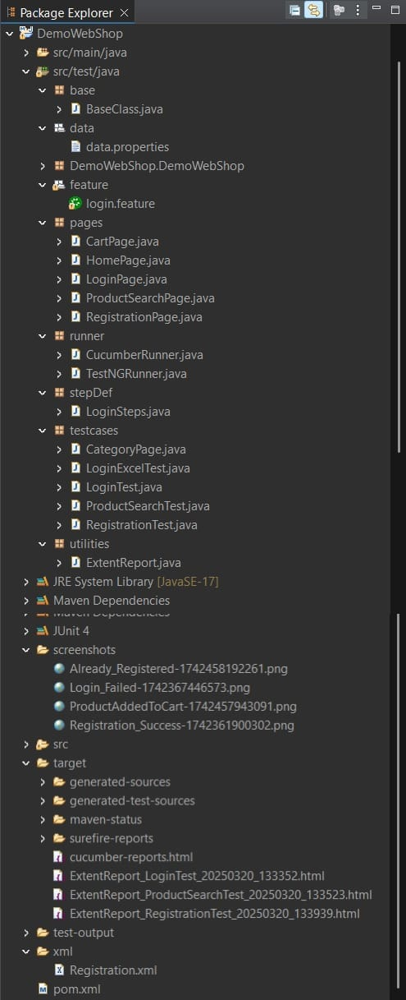 Package Explorer
DemoWebShop
src/main/java
src/test/java
base
BaseClass.java
data
data.properties
DemoWebShop.DemoWebShop
feature
login.feature
pages
CartPage.java
HomePage.java
LoginPage.java
ProductSearchPage.java
RegistrationPage.java
runner
CucumberRunner.java
TestNGRunner.java
stepDef
LoginSteps.java
testcases
CategoryPage.java
LoginExcelTest.java
LoginTest.java
ProductSearchTest.java
RegistrationTest.java
utilities
ExtentReport.java
JRE System Library [JavaSE-17]
Maven Dependencies
Maven Dependencies
JUnit 4
screenshots
Already_Registered-1742458192261.png
Login_Failed-1742367446573.png
ProductAddedToCart-1742457943091.png
Registration_Success-1742361900302.png
src
target
generated-sources
generated-test-sources
maven-status
surefire-reports
cucumber-reports.html
ExtentReport_LoginTest_20250320_133352.html
ExtentReport_ProductSearchTest_20250320_133523.html
ExtentReport_RegistrationTest_20250320_133939.html
test-output
xml
Registration.xml
pom.xml